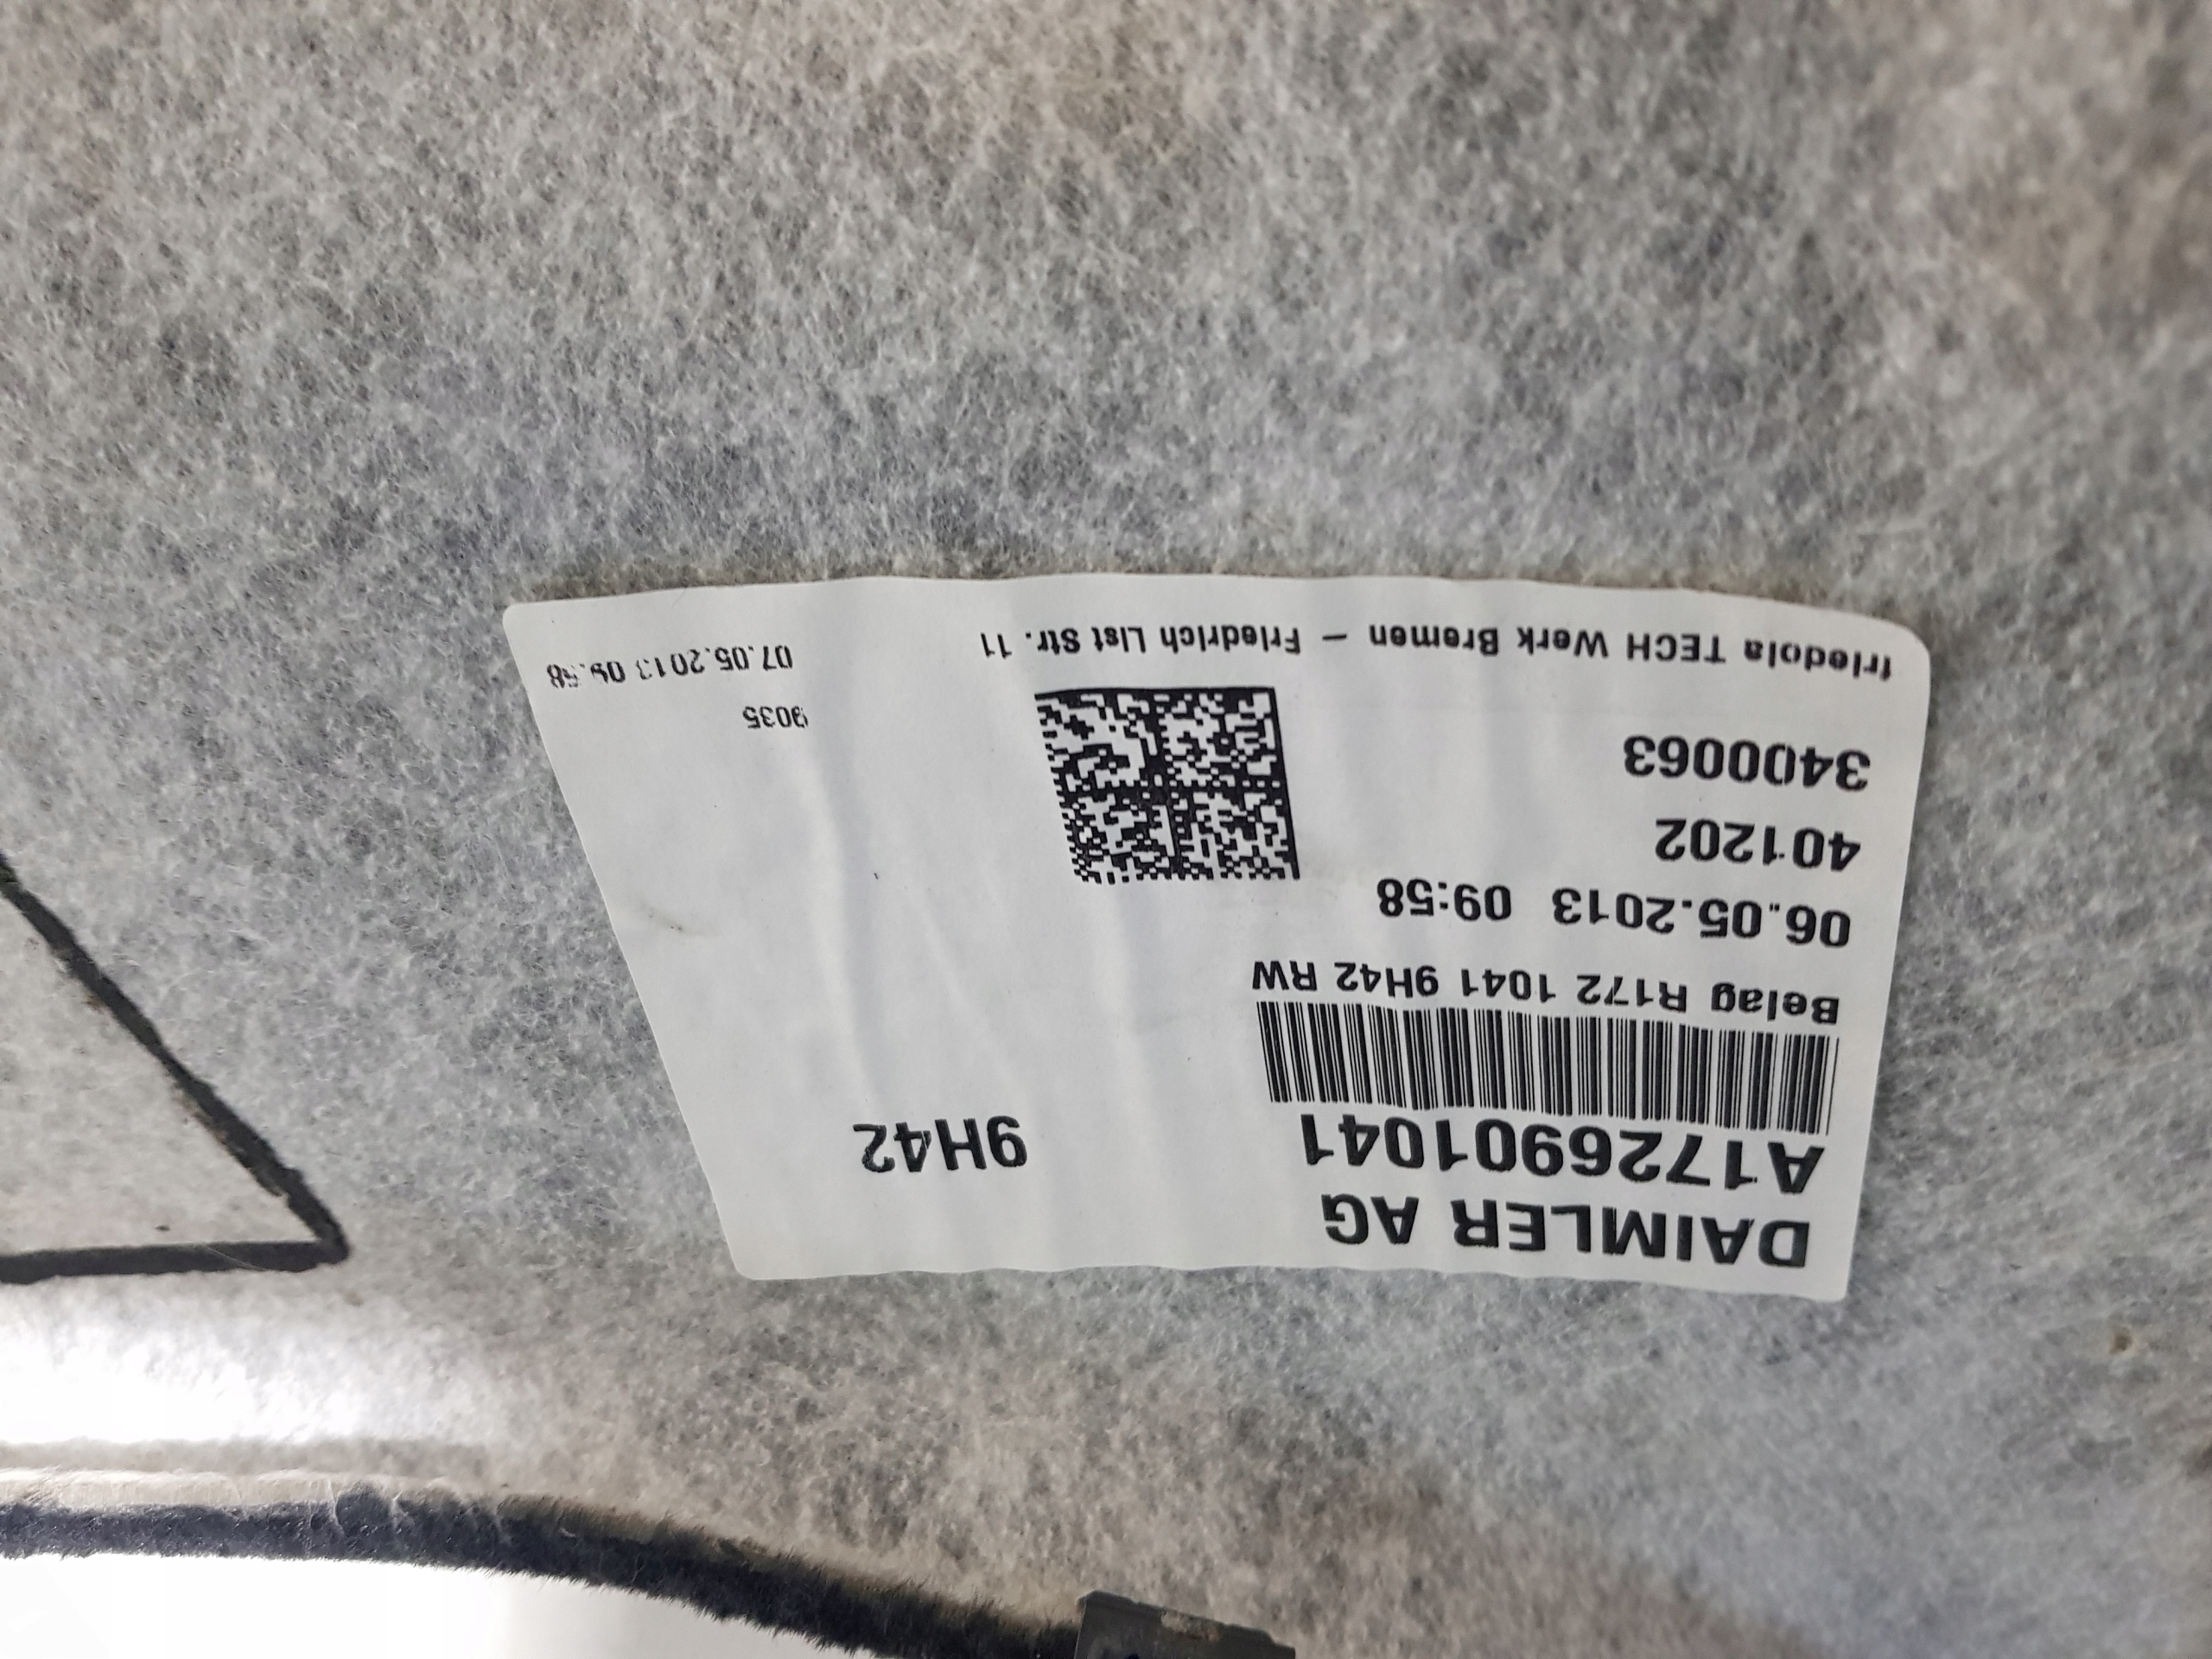 DAIMLER AG
A1726901041
9H42
Belag R172 1041 9H42 RW
06.05.2013 09:58
401202
3400063
friedola TECH Werk Bremen - Friedrich List Str. 11
9035
07.05.2013 09:58